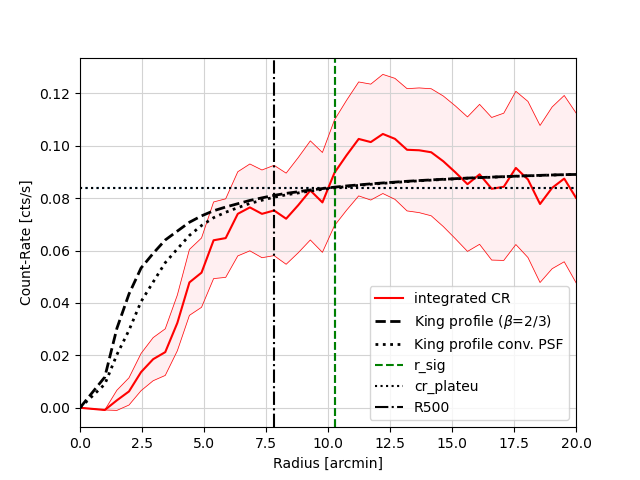 Count-Rate [cts/s]
0.12
0.10
0.08
0.06
0.04
0.02
0.00
integrated CR
King profile (β=2/3)
King profile conv. PSF
r_sig
cr_plateu
R500
0.0 2.5 5.0 7.5 10.0 12.5 15.0 17.5 20.0
Radius [arcmin]